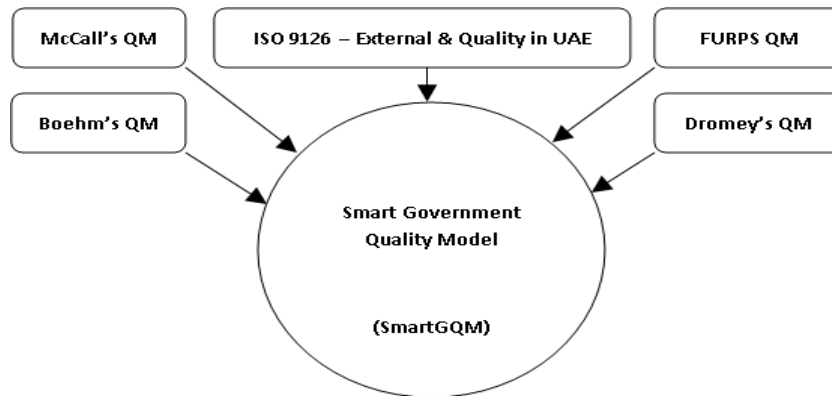 McCall's QM
ISO 9126 – External & Quality in UAE
FURPS QM
Boehm's QM
Dromey's QM
Smart Government
Quality Model
(SmartGQM)